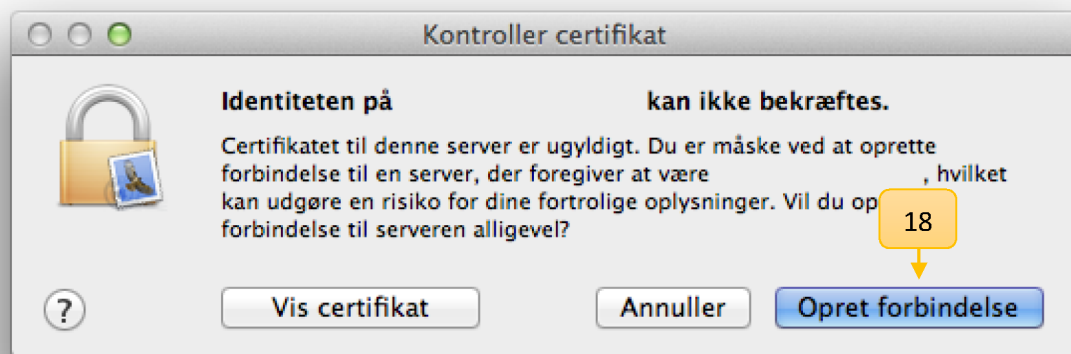 Kontroller certifikat
Identiteten på kan ikke bekræftes.
Certifikatet til denne server er ugyldigt. Du er måske ved at oprette
forbindelse til en server, der foregiver at være , hvilket
kan udgøre en risiko for dine fortrolige oplysninger. Vil du op
forbindelse til serveren alligevel?
18
?
Vis certifikat
Annuller
Opret forbindelse